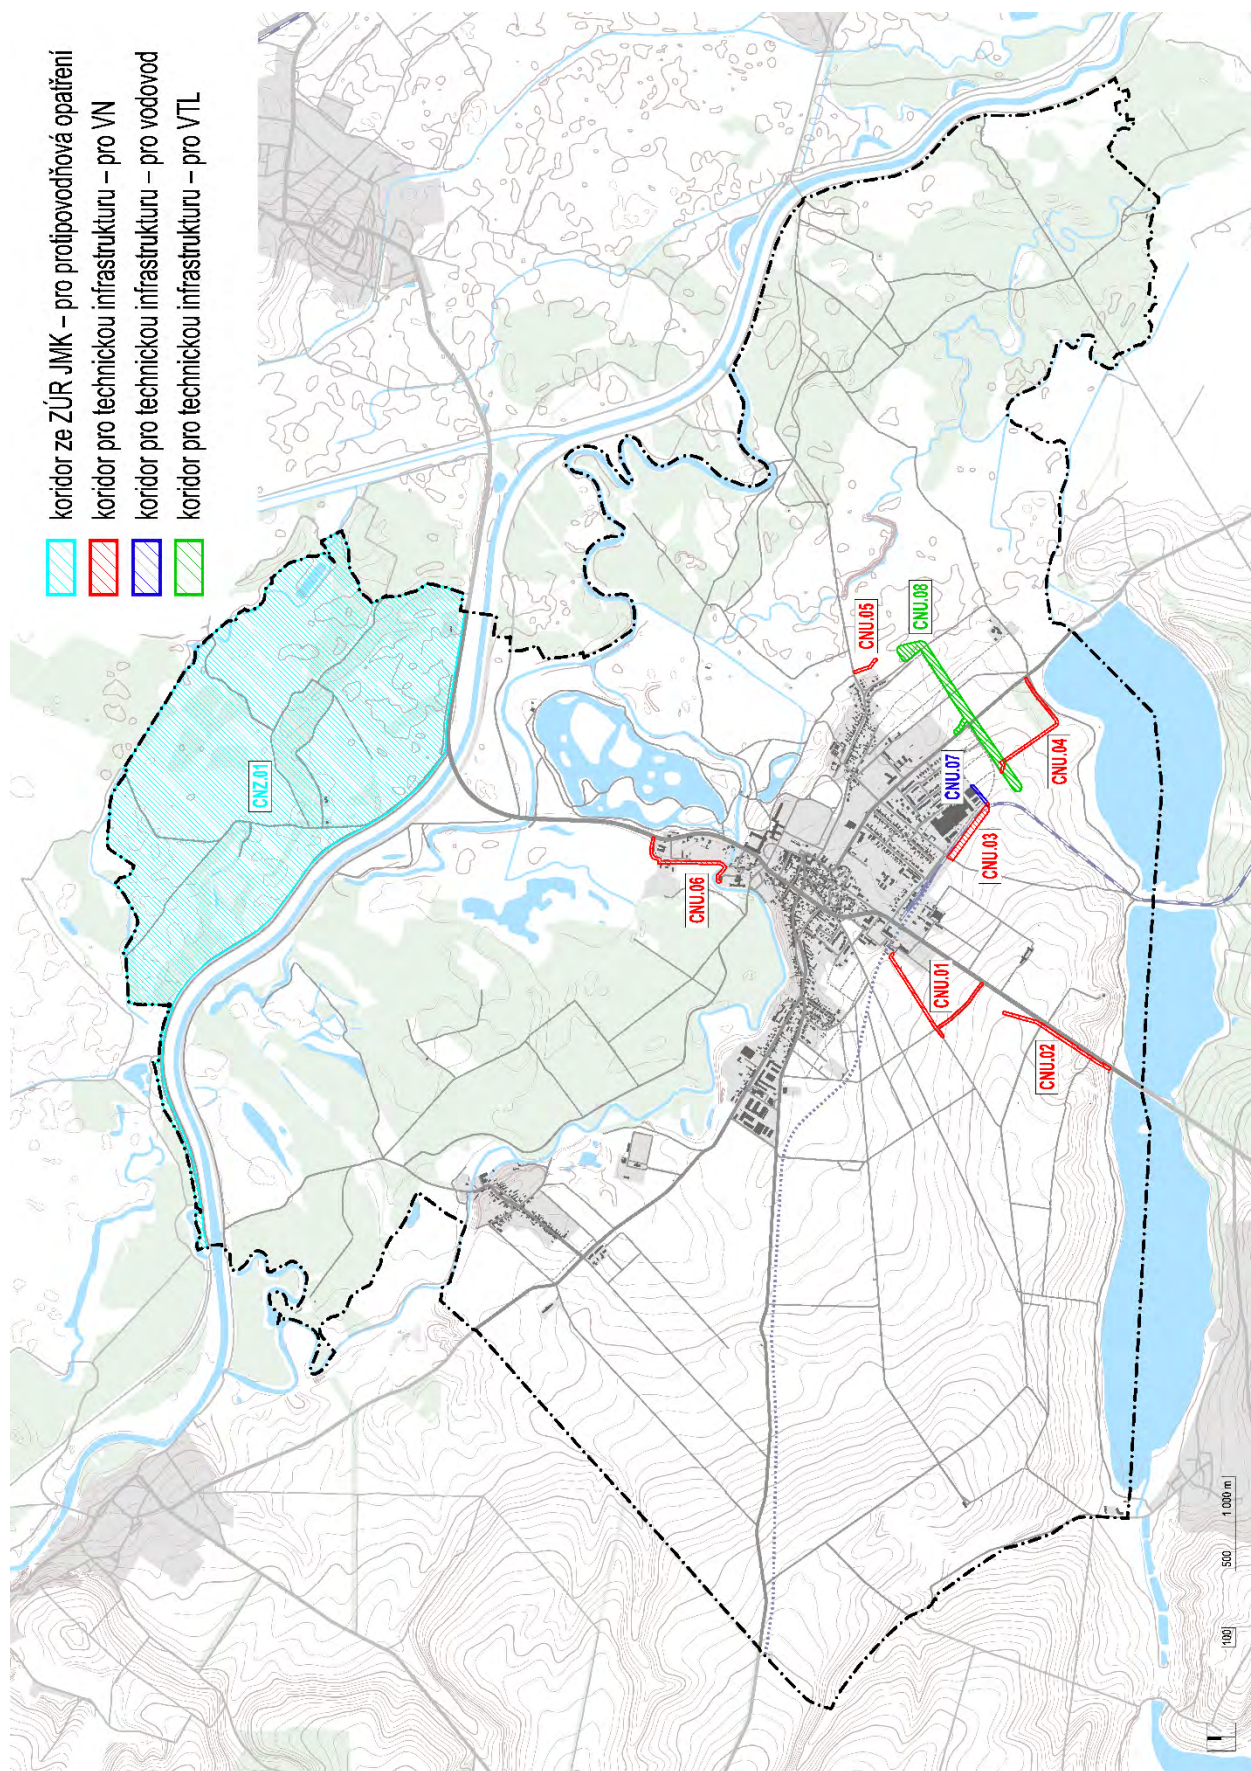 koridor ze ZÚR JMK – pro protipovodňová opatření
koridor pro technickou infrastrukturu – pro VN
koridor pro technickou infrastrukturu – pro vodovod
koridor pro technickou infrastrukturu – pro VTL
CNZ.01
CNU.05
CNU.08
CNU.07
CNU.04
CNU.03
CNU.06
CNU.01
CNU.02
100
500
1 000 m